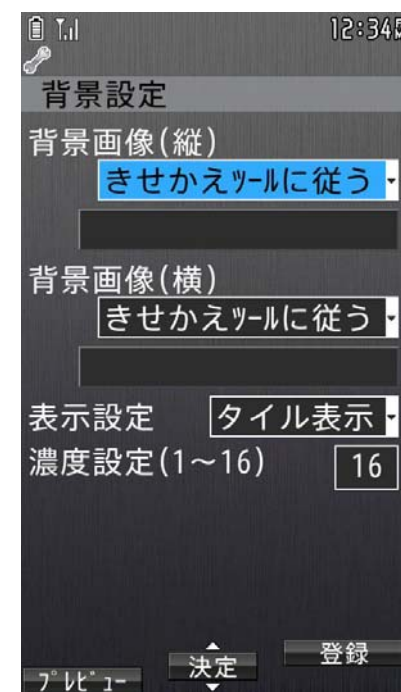 12:34
背景設定
背景画像(縦)
きせかえﾂｰﾙに従う
背景画像(横)
きせかえﾂｰﾙに従う
表示設定 タイル表示
濃度設定(1～16) 16
ﾌﾟﾚﾋﾞｭｰ 決定 登録